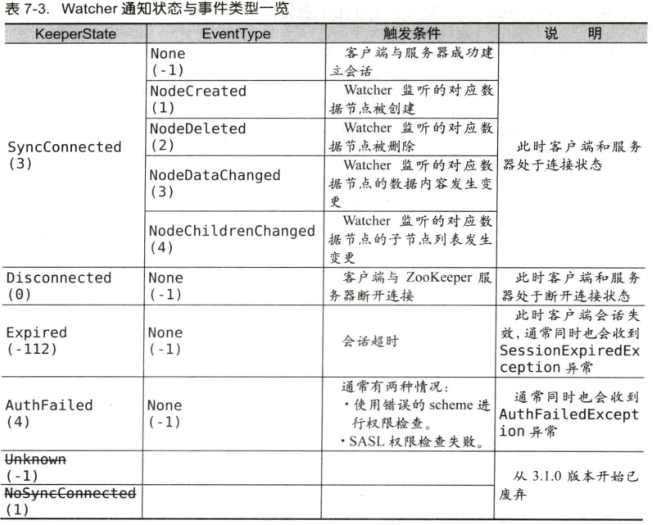 表 7-3. Watcher 通知状态与事件类型一览
KeeperState EventType 触发条件 说 明
SyncConnected
(3)
None
(-1)
客户端与服务器成功建
立会话
NodeCreated
(1)
Watcher 监听的对应数
据节点被创建
NodeDeleted
(2)
Watcher 监听的对应数
据节点被删除
NodeDataChanged
(3)
Watcher 监听的对应数
据节点的数据内容发生变
更
NodeChildrenChanged
(4)
Watcher 监听的对应数
据节点的子节点列表发生
变更
此时客户端和服务
器处于连接状态
Disconnected
(0)
None
(-1)
客户端与 ZooKeeper 服
务器断开连接
此时客户端和服务
器处于断开连接状态
Expired
(-112)
None
(-1)
会话超时
此时客户端会话失
效,通常同时也会收到
SessionExpiredEx
ception 异常
AuthFailed
(4)
None
(-1)
通常有两种情况:
·使用错误的 scheme 进
行权限检查。
·SASL 权限检查失败。
通常同时也会收到
AuthFailedExcept
ion 异常
Unknown
(-1)
NoSyncConnected
(1)
从 3.1.0 版本开始已
废弃